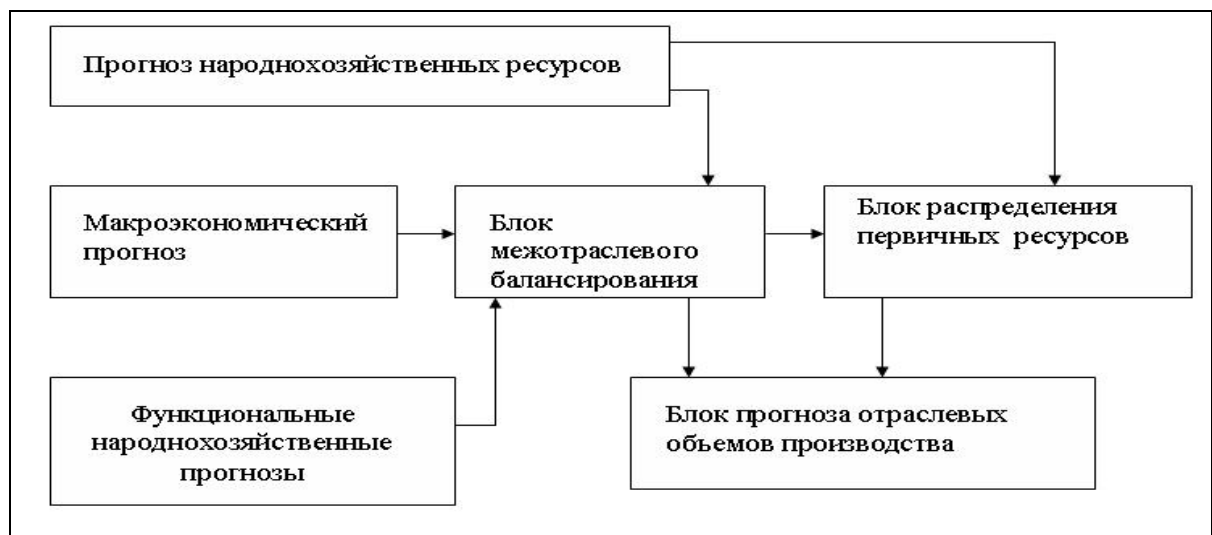 Прогноз народнохозяйственных ресурсов
Макроэкономический
прогноз
Блок
межотраслевого
балансирования
Блок распределения
первичных ресурсов
Функциональные
народнохозяйственные
прогнозы
Блок прогноза отраслевых
объемов производства